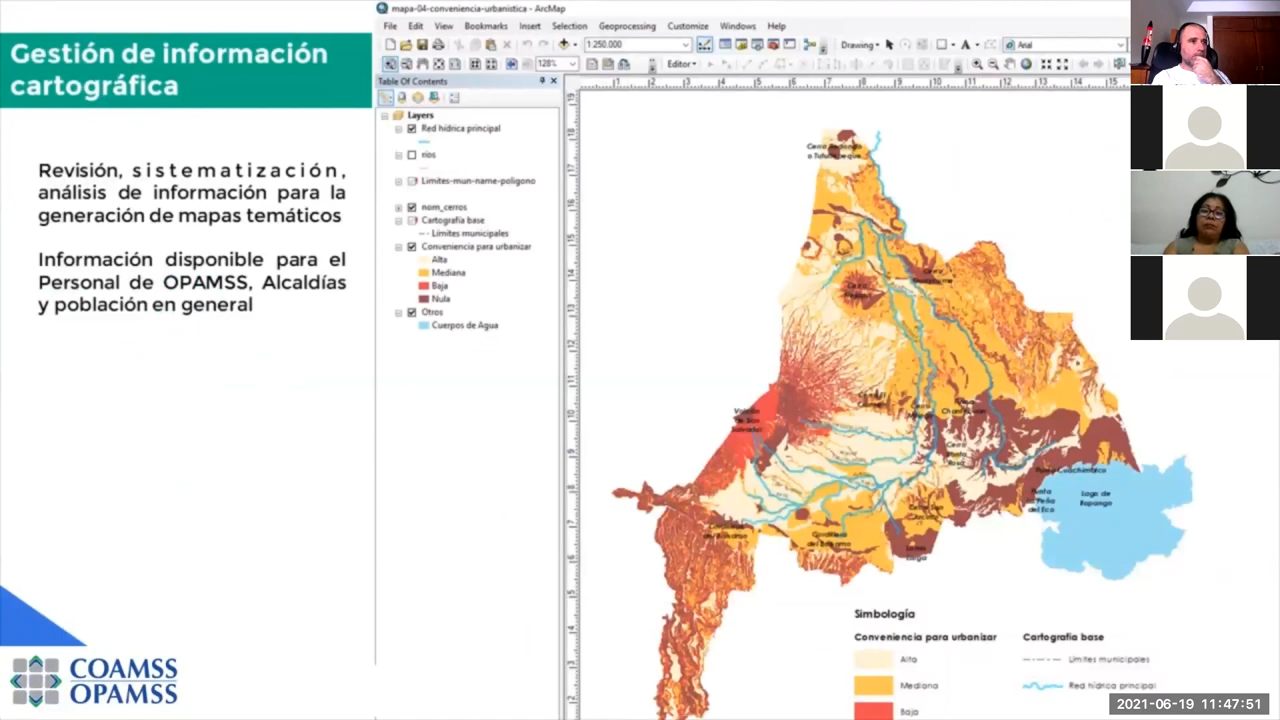 Gestión de información
cartográfica
Revisión, sistematización,
análisis de información para la
generación de mapas temáticos
Información disponible para el
Personal de OPAMSS, Alcaldías
y población en general
COAMSS
OPAMSS
mapa-04-conveniencia-urbanistica - ArcMap
File Edit View Bookmarks Insert Selection Geoprocessing Customize Windows Help
1:250.000
Drawing
Arial
128%
Editor
Table Of Contents
Layers
Red hídrica principal
rios
Limites-mun-name-poligono
nom_cerros
Cartografía base
Límites municipales
Conveniencia para urbanizar
Alta
Mediana
Baja
Nula
Otros
Cuerpos de Agua
Volcán
de San
Salvador
Lago de
Ilopango
Simbología
Conveniencia para urbanizar
Alta
Mediana
Baja
Cartografía base
Límites municipales
Red hídrica principal
2021-06-19 11:47:51